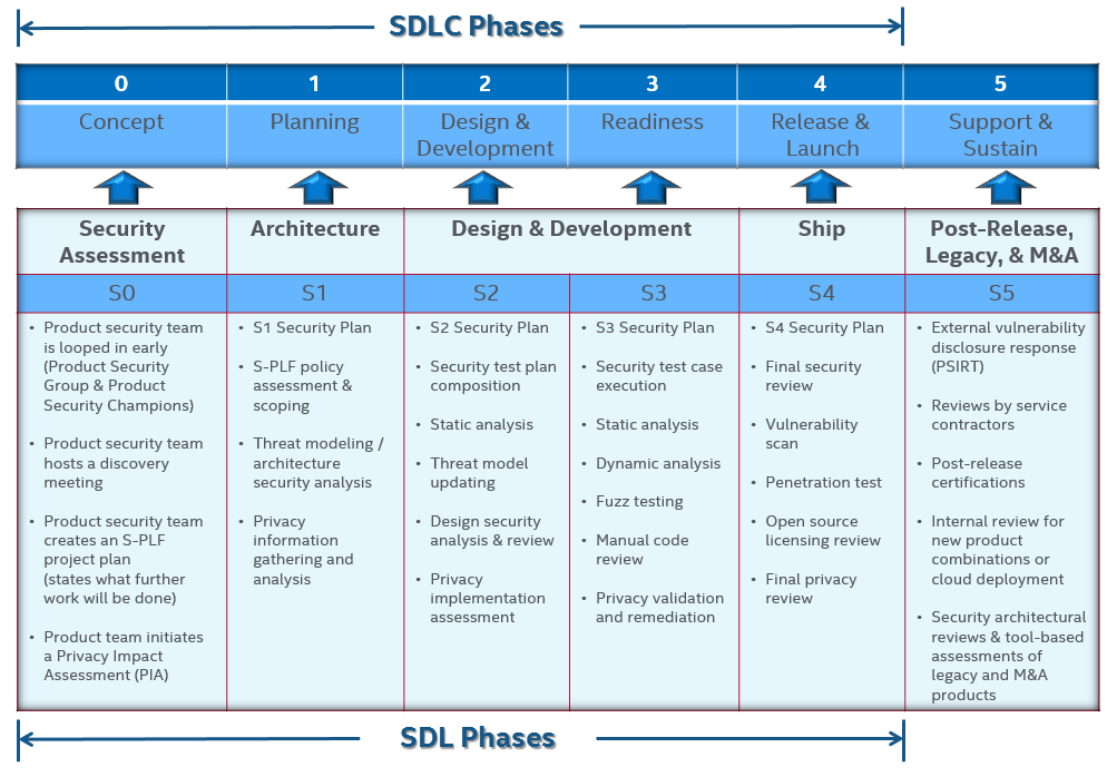 SDLC Phases
0
1
2
3
4
5
Concept
Planning
Design &
Development
Readiness
Release &
Launch
Support &
Sustain
Security
Assessment
Architecture
Design & Development
Ship
Post-Release,
Legacy, & M&A
S0
S1
S2
S3
S4
S5
• Product security team
is looped in early
(Product Security
Group & Product
Security Champions)
• Product security team
hosts a discovery
meeting
• Product security team
creates an S-PLF
project plan
(states what further
work will be done)
• Product team initiates
a Privacy Impact
Assessment (PIA)
• S1 Security Plan
• S-PLF policy
assessment &
scoping
• Threat modeling /
architecture
security analysis
• Privacy
information
gathering and
analysis
• S2 Security Plan
• Security test plan
composition
• Static analysis
• Threat model
updating
• Design security
analysis & review
• Privacy
implementation
assessment
• S3 Security Plan
• Security test case
execution
• Static analysis
• Dynamic analysis
• Fuzz testing
• Manual code
review
• Privacy validation
and remediation
• S4 Security Plan
• Final security
review
• Vulnerability
scan
• Penetration test
• Open source
licensing review
• Final privacy
review
• External vulnerability
disclosure response
(PSIRT)
• Reviews by service
contractors
• Post-release
certifications
• Internal review for
new product
combinations or
cloud deployment
• Security architectural
reviews & tool-based
assessments of
legacy and M&A
products
SDL Phases